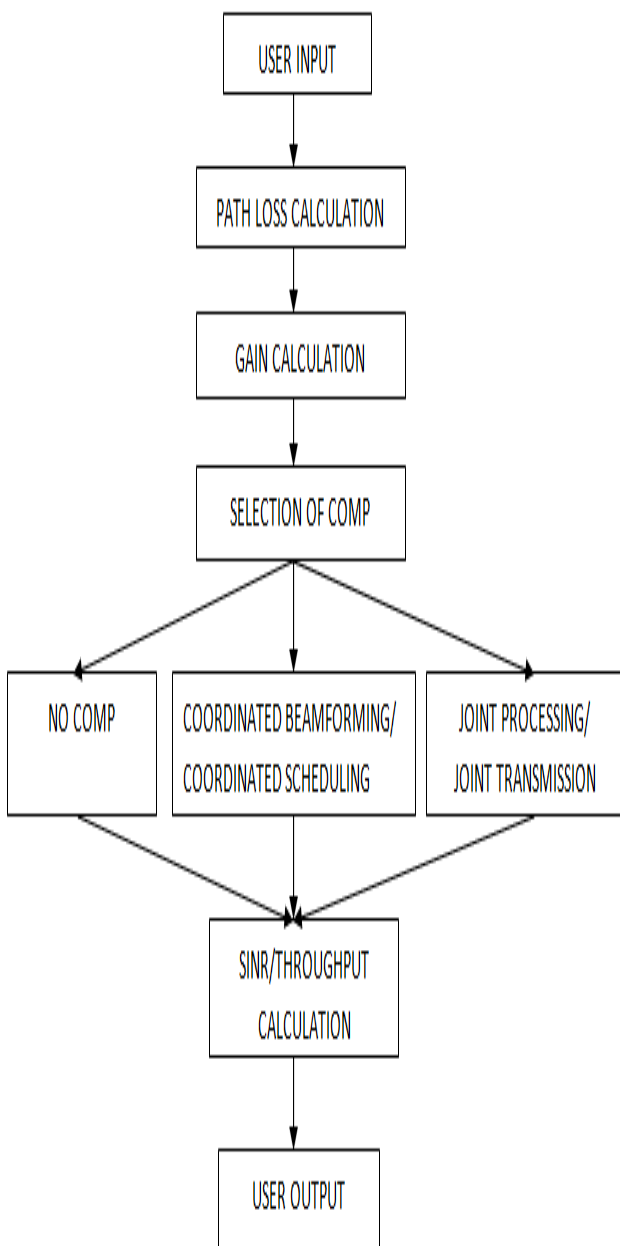 USER INPUT
PATH LOSS CALCULATION
GAIN CALCULATION
SELECTION OF COMP
NO COMP
COORDINATED BEAMFORMING/
COORDINATED SCHEDULING
JOINT PROCESSING/
JOINT TRANSMISSION
SINR/THROUGHPUT
CALCULATION
USER OUTPUT